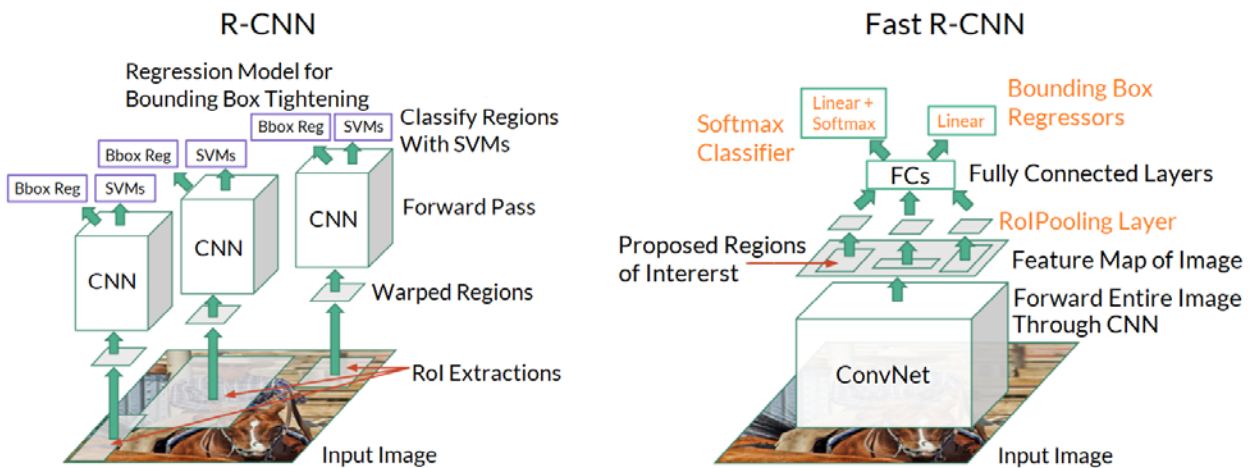 R-CNN
Regression Model for
Bounding Box Tightening
Bbox Reg
SVMs
Classify Regions
With SVMs
Bbox Reg
SVMs
Bbox Reg
SVMs
CNN
CNN
CNN
Forward Pass
Warped Regions
RoI Extractions
Input Image
Fast R-CNN
Linear +
Softmax
Softmax
Classifier
Linear
Bounding Box
Regressors
FCs
Fully Connected Layers
RoIPooling Layer
Proposed Regions
of Intererst
Feature Map of Image
Forward Entire Image
Through CNN
ConvNet
Input Image